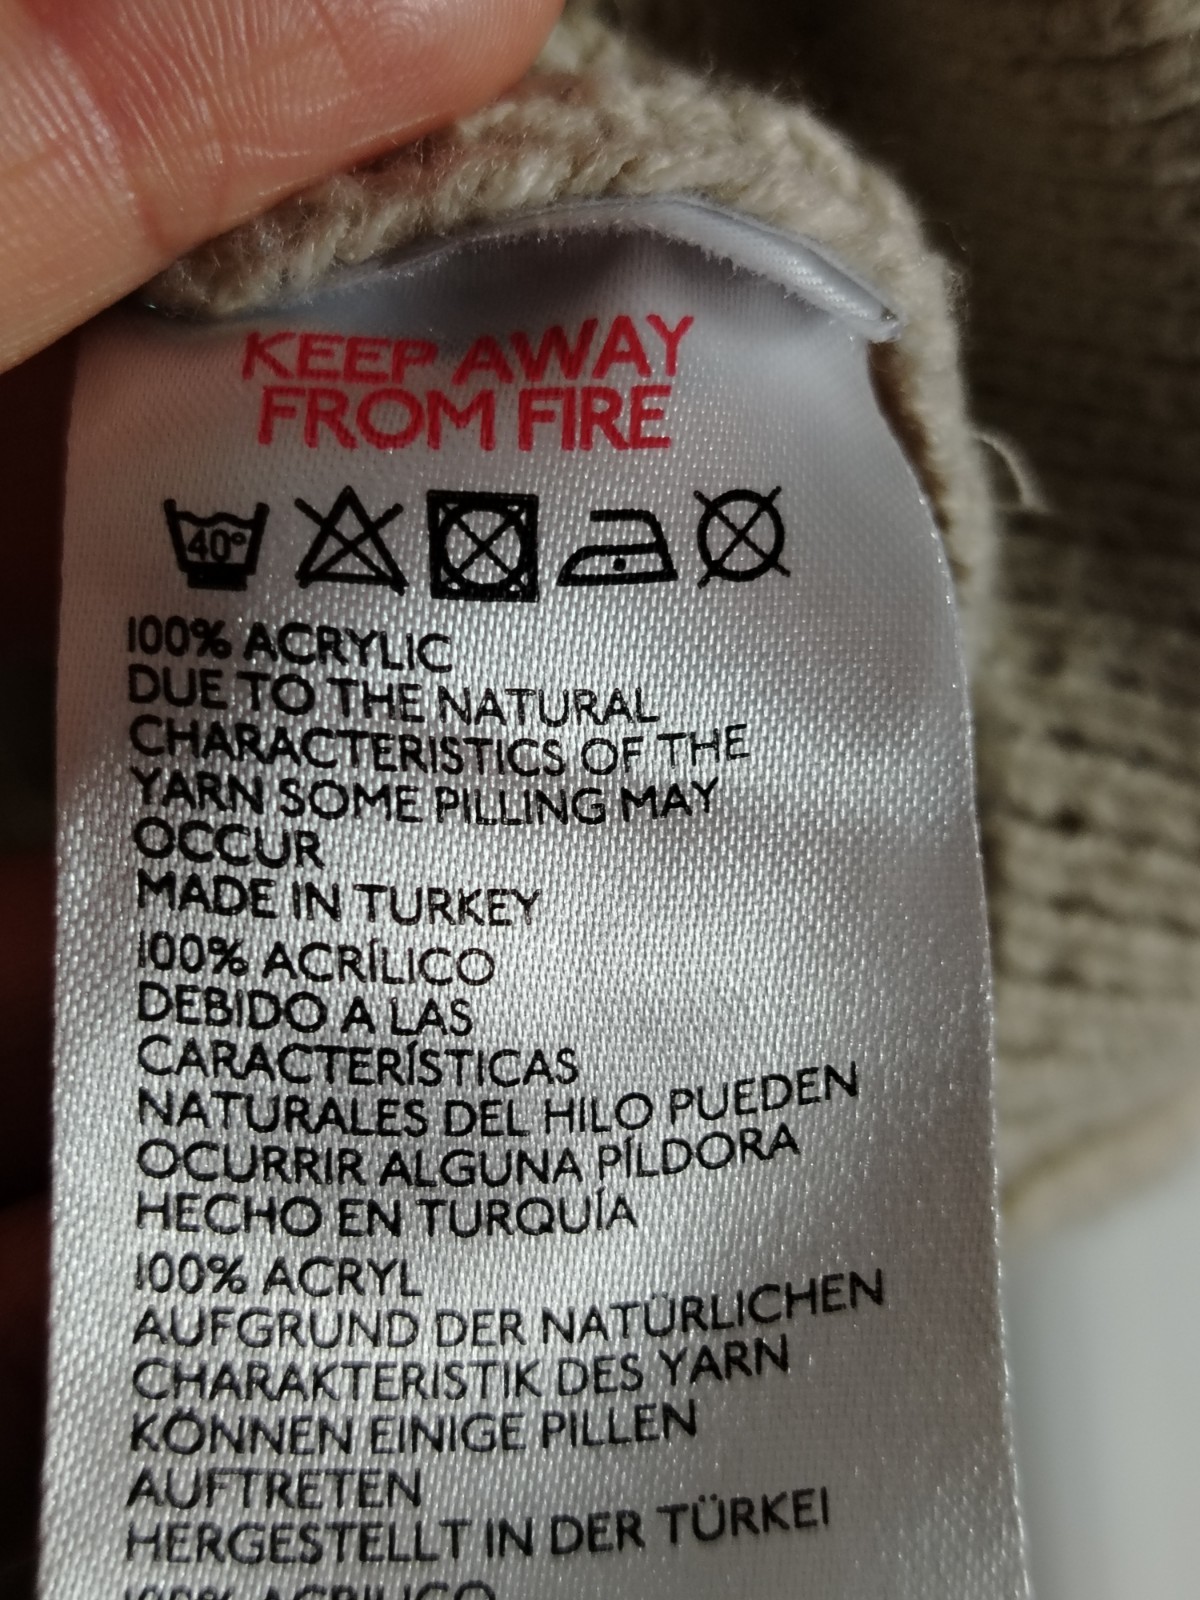 KEEP AWAY
FROM FIRE
40°
100% ACRYLIC
DUE TO THE NATURAL
CHARACTERISTICS OF THE
YARN SOME PILLING MAY
OCCUR
MADE IN TURKEY
100% ACRÍLICO
DEBIDO A LAS
CARACTERÍSTICAS
NATURALES DEL HILO PUEDEN
OCURRIR ALGUNA PÍLDORA
HECHO EN TURQUÍA
100% ACRYL
AUFGRUND DER NATÜRLICHEN
CHARAKTERISTIK DES YARN
KÖNNEN EINIGE PILLEN
AUFTRETEN
HERGESTELLT IN DER TÜRKEI
100%